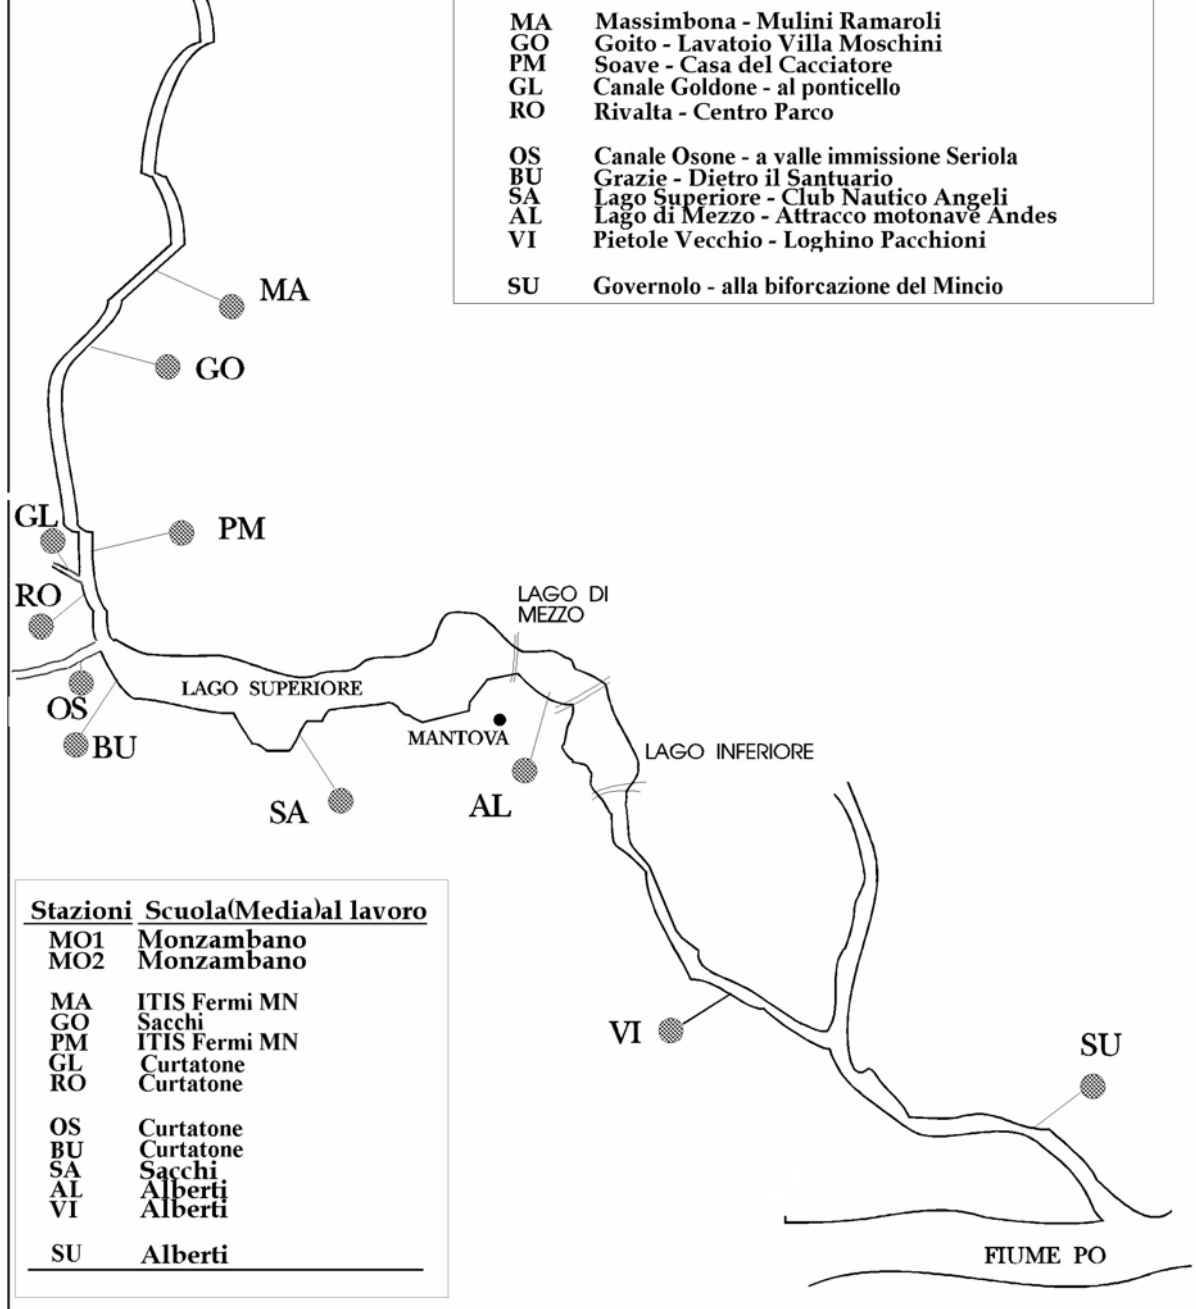 MA Massimbona - Mulini Ramaroli
GO Goito - Lavatoio Villa Moschini
PM Soave - Casa del Cacciatore
GL Canale Goldone - al ponticello
RO Rivalta - Centro Parco
OS Canale Osone - a valle immissione Seriola
BU Grazie - Dietro il Santuario
SA Lago Superiore - Club Nautico Angeli
AL Lago di Mezzo - Attracco motonave Andes
VI Pietole Vecchio - Loghino Pacchioni
SU Governolo - alla biforcazione del Mincio
MA
GO
GL
PM
RO
LAGO DI
MEZZO
LAGO SUPERIORE
OS
MANTOVA
BU
LAGO INFERIORE
SA
AL
VI
SU
FIUME PO
Stazioni Scuola(Media)al lavoro
MO1 Monzambano
MO2 Monzambano
MA ITIS Fermi MN
GO Sacchi
PM ITIS Fermi MN
GL Curtatone
RO Curtatone
OS Curtatone
BU Curtatone
SA Sacchi
AL Alberti
VI Alberti
SU Alberti